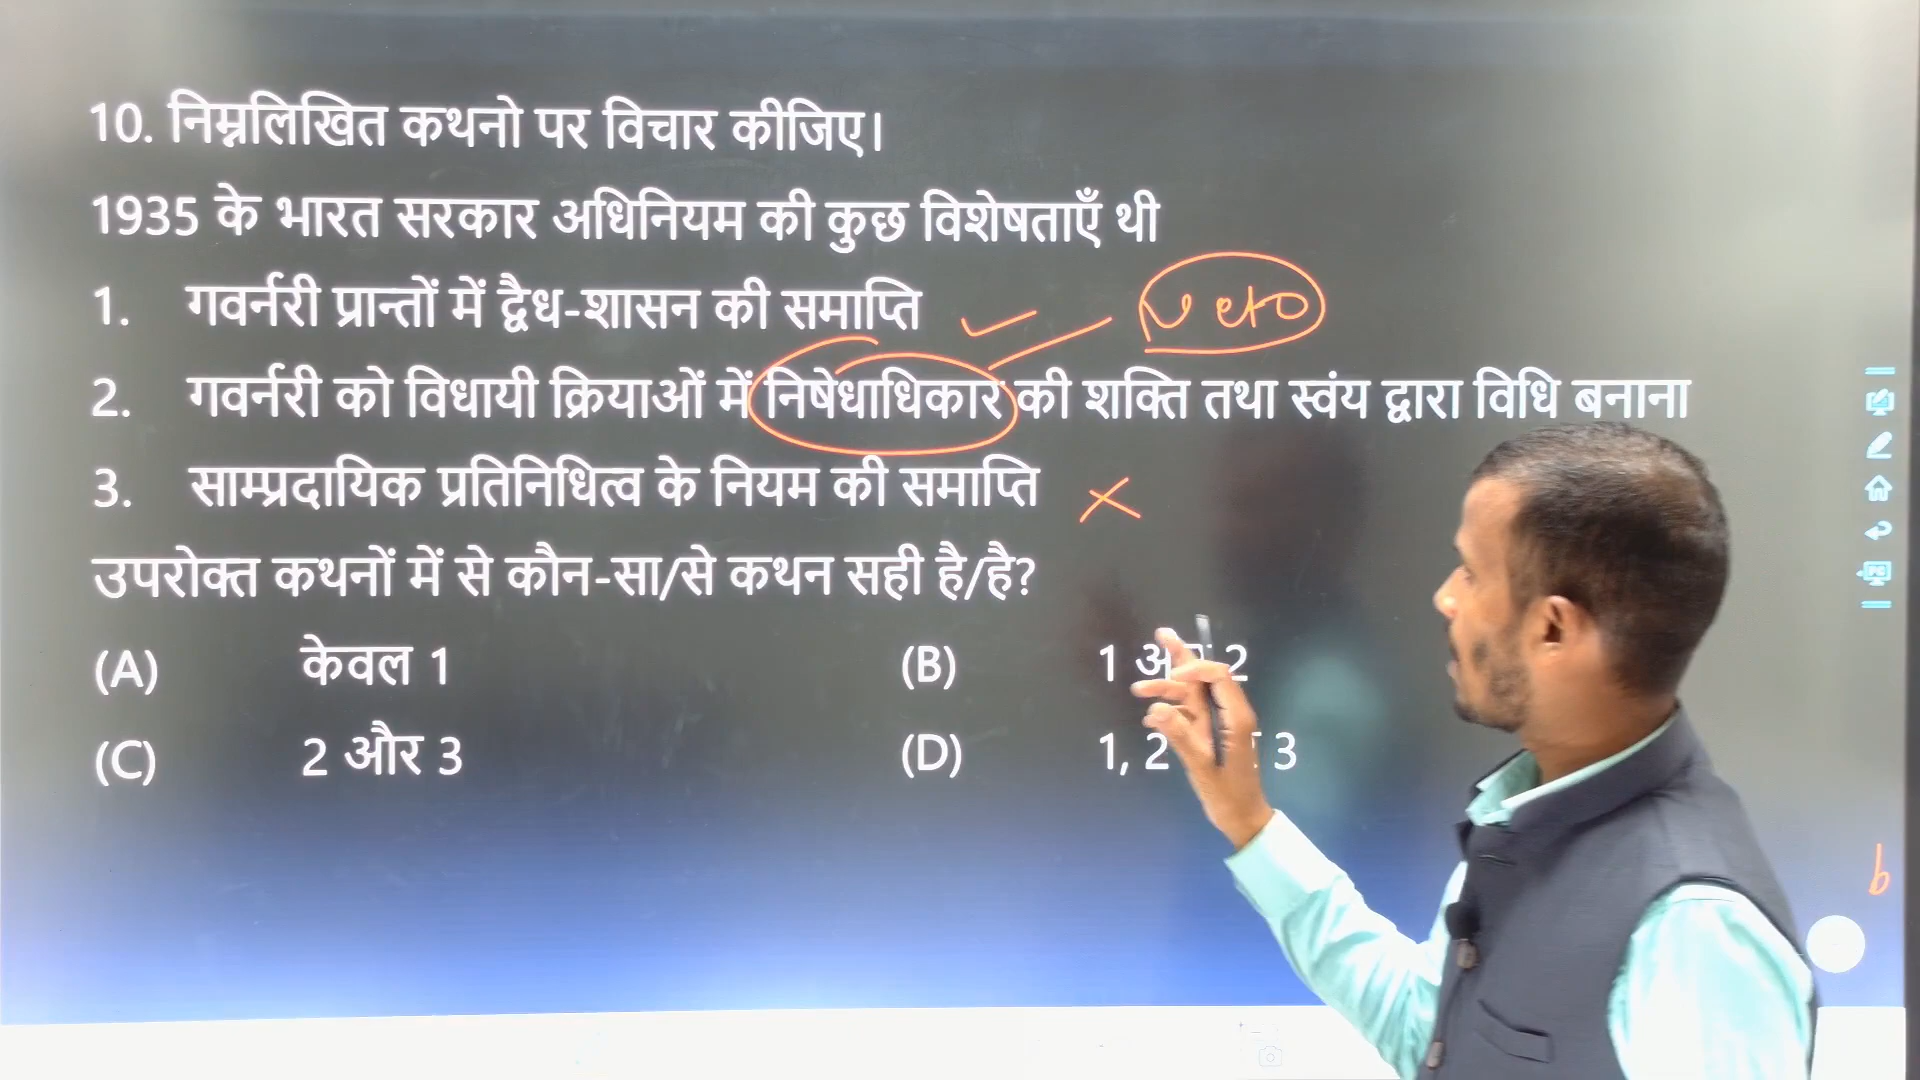 10. निम्नलिखित कथनो पर विचार कीजिए।
1935 के भारत सरकार अधिनियम की कुछ विशेषताएँ थी
1. गवर्नरी प्रान्तों में द्वैध-शासन की समाप्ति
Veto
2. गवर्नरी को विधायी क्रियाओं में निषेधाधिकार की शक्ति तथा स्वंय द्वारा विधि बनाना
3. साम्प्रदायिक प्रतिनिधित्व के नियम की समाप्ति
उपरोक्त कथनों में से कौन-सा/से कथन सही है/है?
(A) केवल 1 (B) 1 2
(C) 2 और 3 (D) 1, 2 3
b